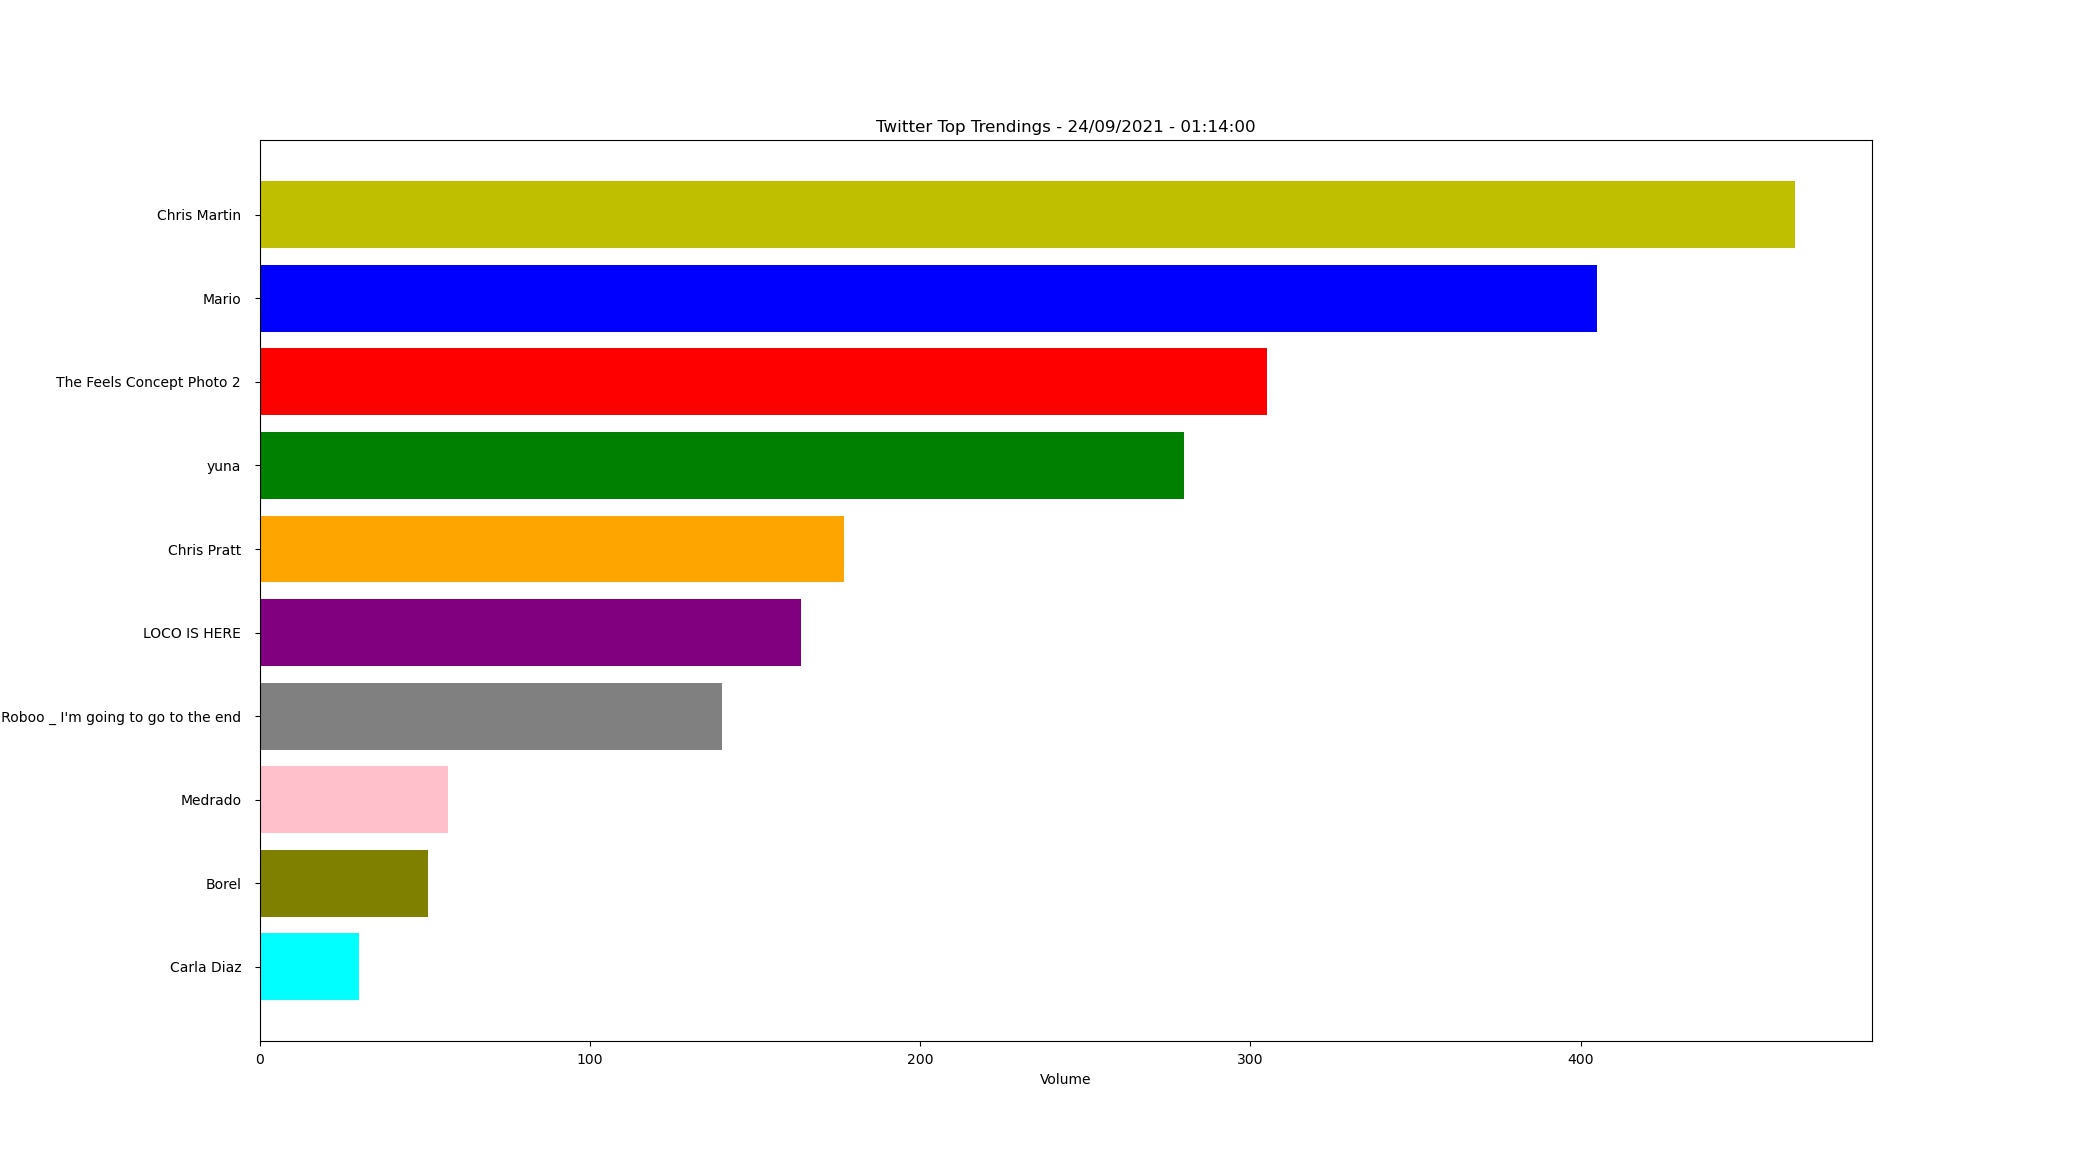 Twitter Top Trendings - 24/09/2021 - 01:14:00
Chris Martin
Mario
The Feels Concept Photo 2
yuna
Chris Pratt
LOCO IS HERE
Roboo _ I'm going to go to the end
Medrado
Borel
Carla Diaz
0 100 200 300 400
Volume